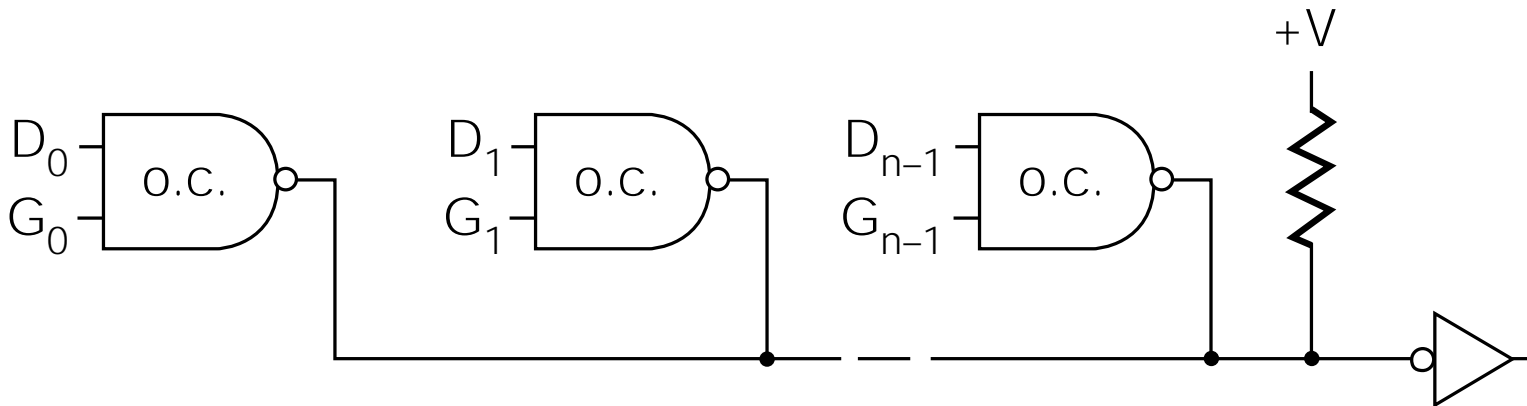 +V
D₀ O.C. D₁ O.C. Dₙ₋₁ O.C.
G₀ G₁ Gₙ₋₁